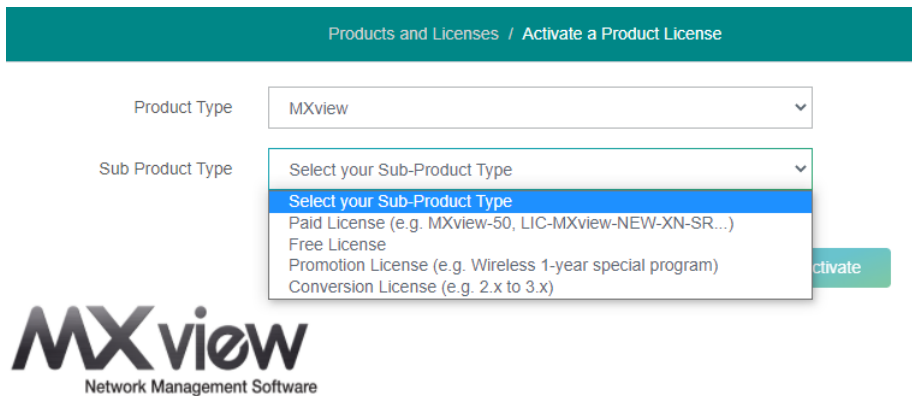 Products and Licenses / Activate a Product License
Product Type
MXview
Sub Product Type
Select your Sub-Product Type
Select your Sub-Product Type
Paid License (e.g. MXview-50, LIC-MXview-NEW-XN-SR...)
Free License
Promotion License (e.g. Wireless 1-year special program)
Conversion License (e.g. 2.x to 3.x)
ctivate
MXview
Network Management Software